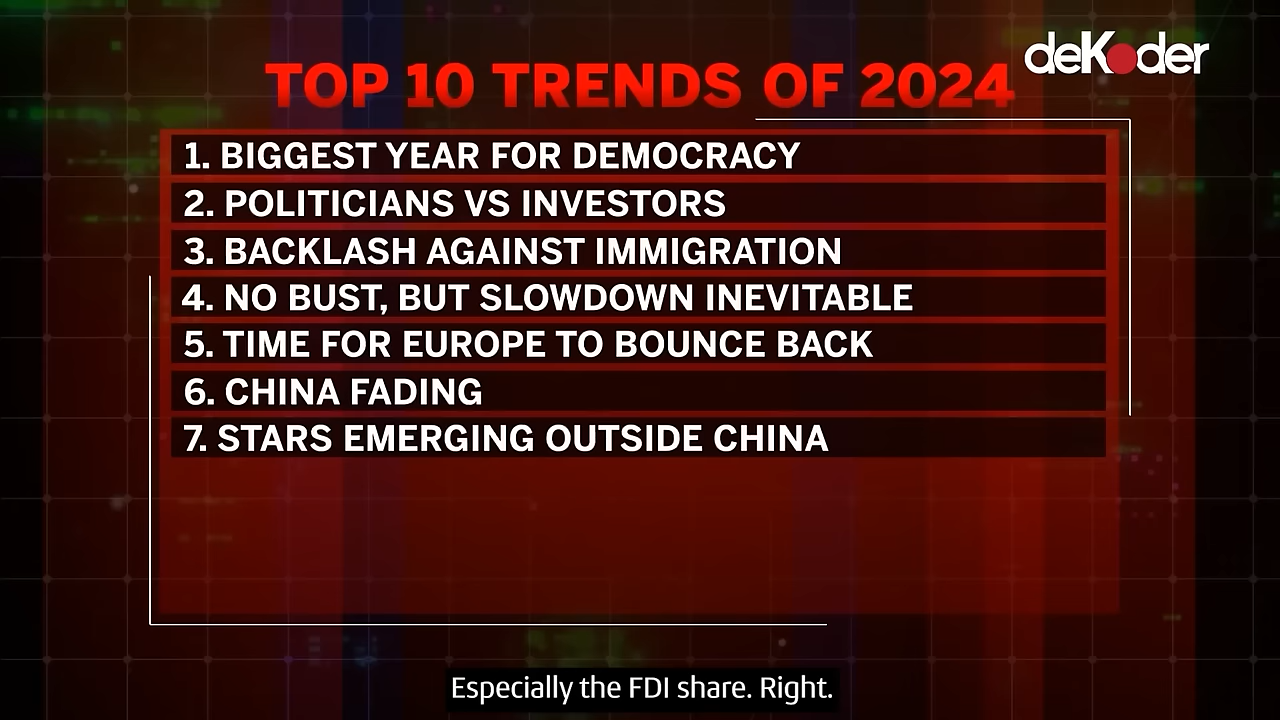 deKoder
TOP 10 TRENDS OF 2024
1. BIGGEST YEAR FOR DEMOCRACY
2. POLITICIANS VS INVESTORS
3. BACKLASH AGAINST IMMIGRATION
4. NO BUST, BUT SLOWDOWN INEVITABLE
5. TIME FOR EUROPE TO BOUNCE BACK
6. CHINA FADING
7. STARS EMERGING OUTSIDE CHINA
Especially the FDI share. Right.